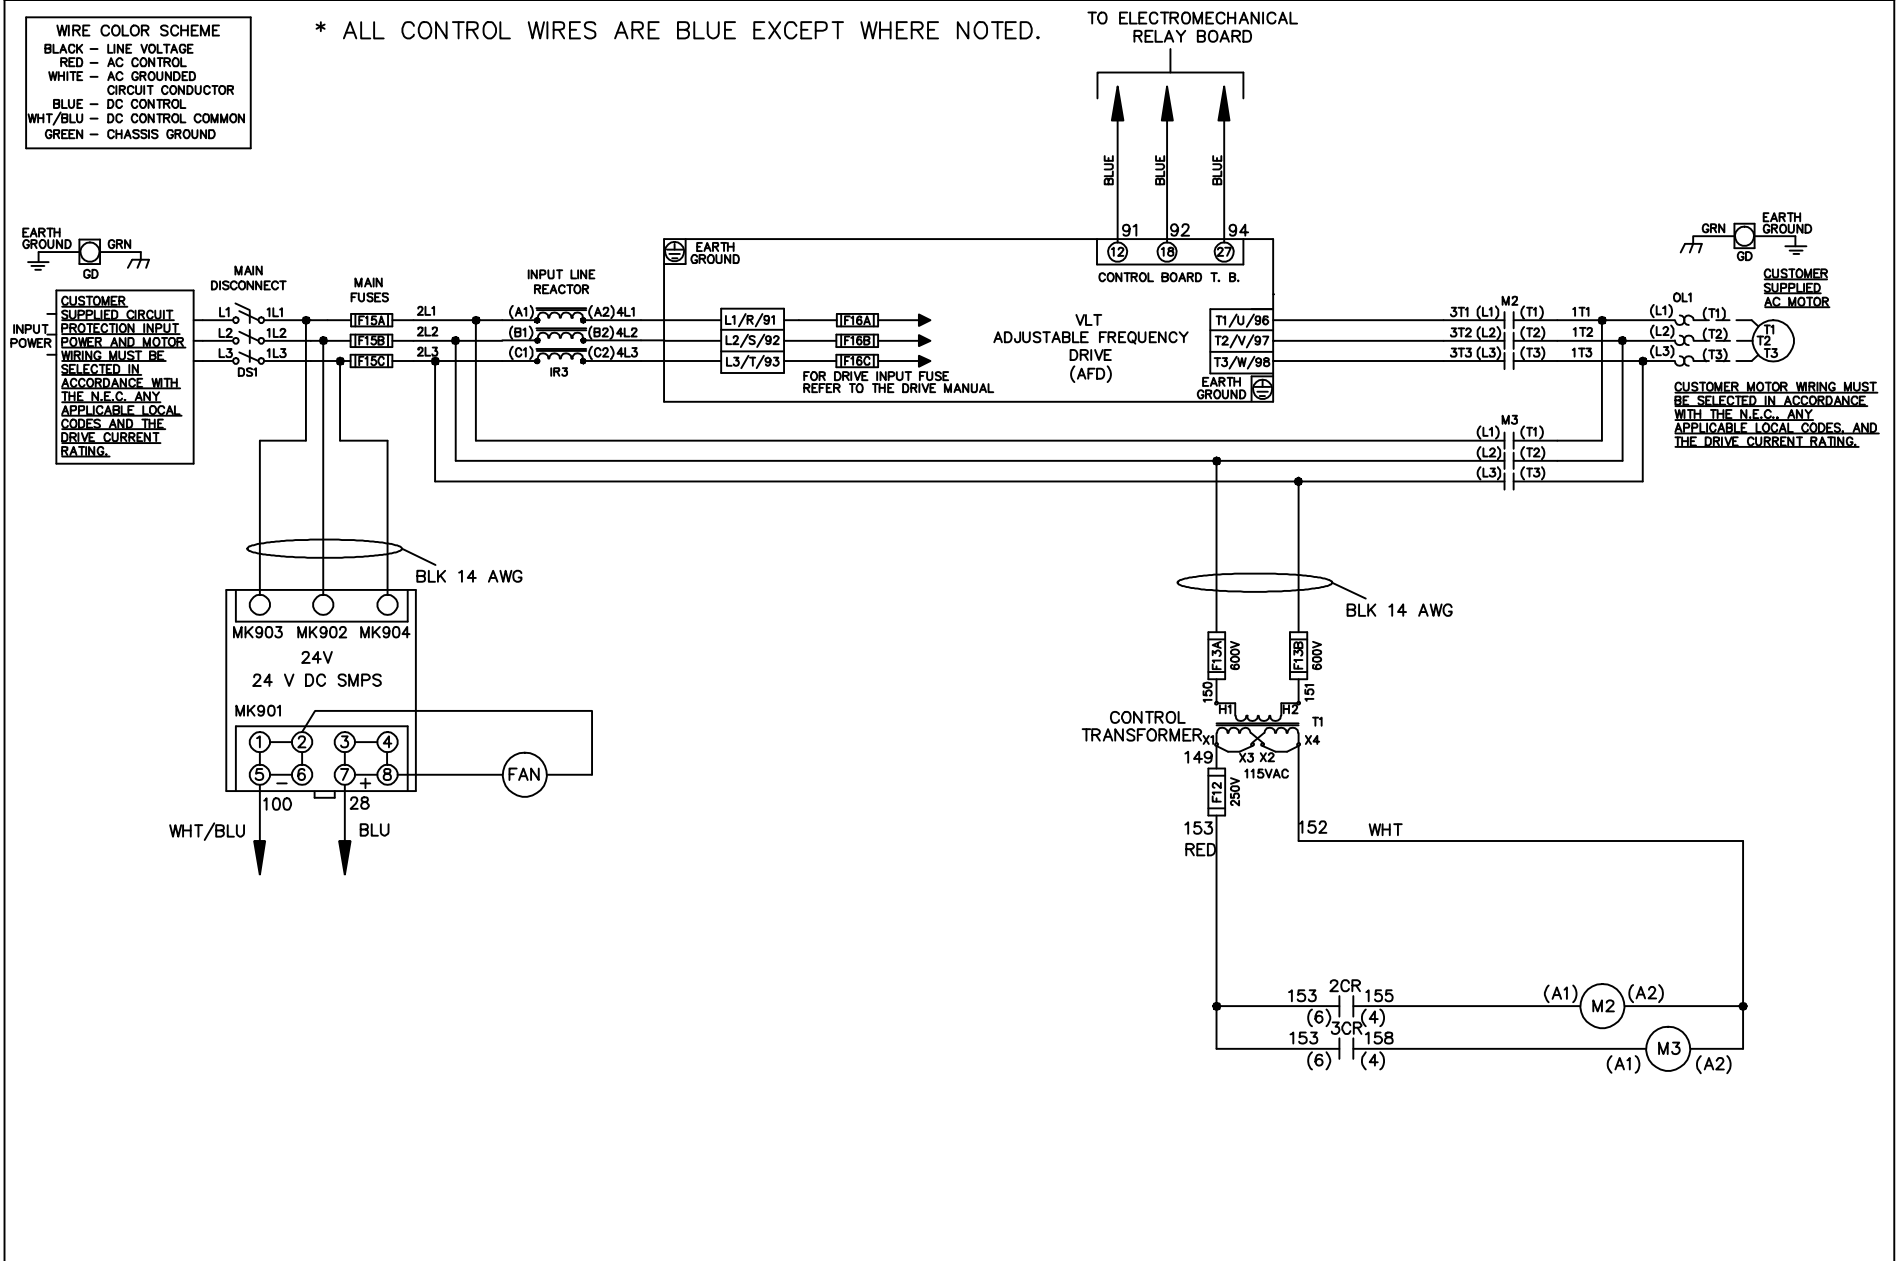 WIRE COLOR SCHEME
BLACK – LINE VOLTAGE
RED – AC CONTROL
WHITE – AC GROUNDED
CIRCUIT CONDUCTOR
BLUE – DC CONTROL
WHT/BLU – DC CONTROL COMMON
GREEN – CHASSIS GROUND
* ALL CONTROL WIRES ARE BLUE EXCEPT WHERE NOTED.
TO ELECTROMECHANICAL
RELAY BOARD
BLUE
BLUE
BLUE
91 92 94
12 18 27
CONTROL BOARD T. B.
EARTH
GROUND
GRN
GD
INPUT
POWER
CUSTOMER
SUPPLIED CIRCUIT
PROTECTION INPUT
POWER AND MOTOR
WIRING MUST BE
SELECTED IN
ACCORDANCE WITH
THE N.E.C. ANY
APPLICABLE LOCAL
CODES AND THE
DRIVE CURRENT
RATING.
MAIN
DISCONNECT
L1 1L1
L2 1L2
L3 1L3
DS1
MAIN
FUSES
F15A 2L1
F15B 2L2
F15C 2L3
INPUT LINE
REACTOR
(A1) (A2) 4L1
(B1) (B2) 4L2
(C1) (C2) 4L3
IR3
EARTH
GROUND
L1/R/91
L2/S/92
L3/T/93
F16A
F16B
F16C
FOR DRIVE INPUT FUSE
REFER TO THE DRIVE MANUAL
VLT
ADJUSTABLE FREQUENCY
DRIVE
(AFD)
T1/U/96
T2/V/97
T3/W/98
EARTH
GROUND
M2
3T1 (L1) (T1) 1T1
3T2 (L2) (T2) 1T2
3T3 (L3) (T3) 1T3
OL1
(L1) (T1)
(L2) (T2)
(L3) (T3)
T1
T2
T3
GRN
EARTH
GROUND
GD
CUSTOMER
SUPPLIED
AC MOTOR
CUSTOMER MOTOR WIRING MUST
BE SELECTED IN ACCORDANCE
WITH THE N.E.C., ANY
APPLICABLE LOCAL CODES, AND
THE DRIVE CURRENT RATING.
M3
(L1) (T1)
(L2) (T2)
(L3) (T3)
BLK 14 AWG
MK903 MK902 MK904
24V
24 V DC SMPS
MK901
1 2 3 4
5 – 6 7 + 8
FAN
100 28
WHT/BLU BLU
BLK 14 AWG
F13A 600V
F13B 600V
150 151
H1 H2
CONTROL
TRANSFORMER
T1
X1 X3 X2 X4
115VAC
149
F12 250V
153
RED
152 WHT
2CR
153 155
(6) (4)
(A1) M2 (A2)
3CR
153 158
(6) (4)
(A1) M3 (A2)